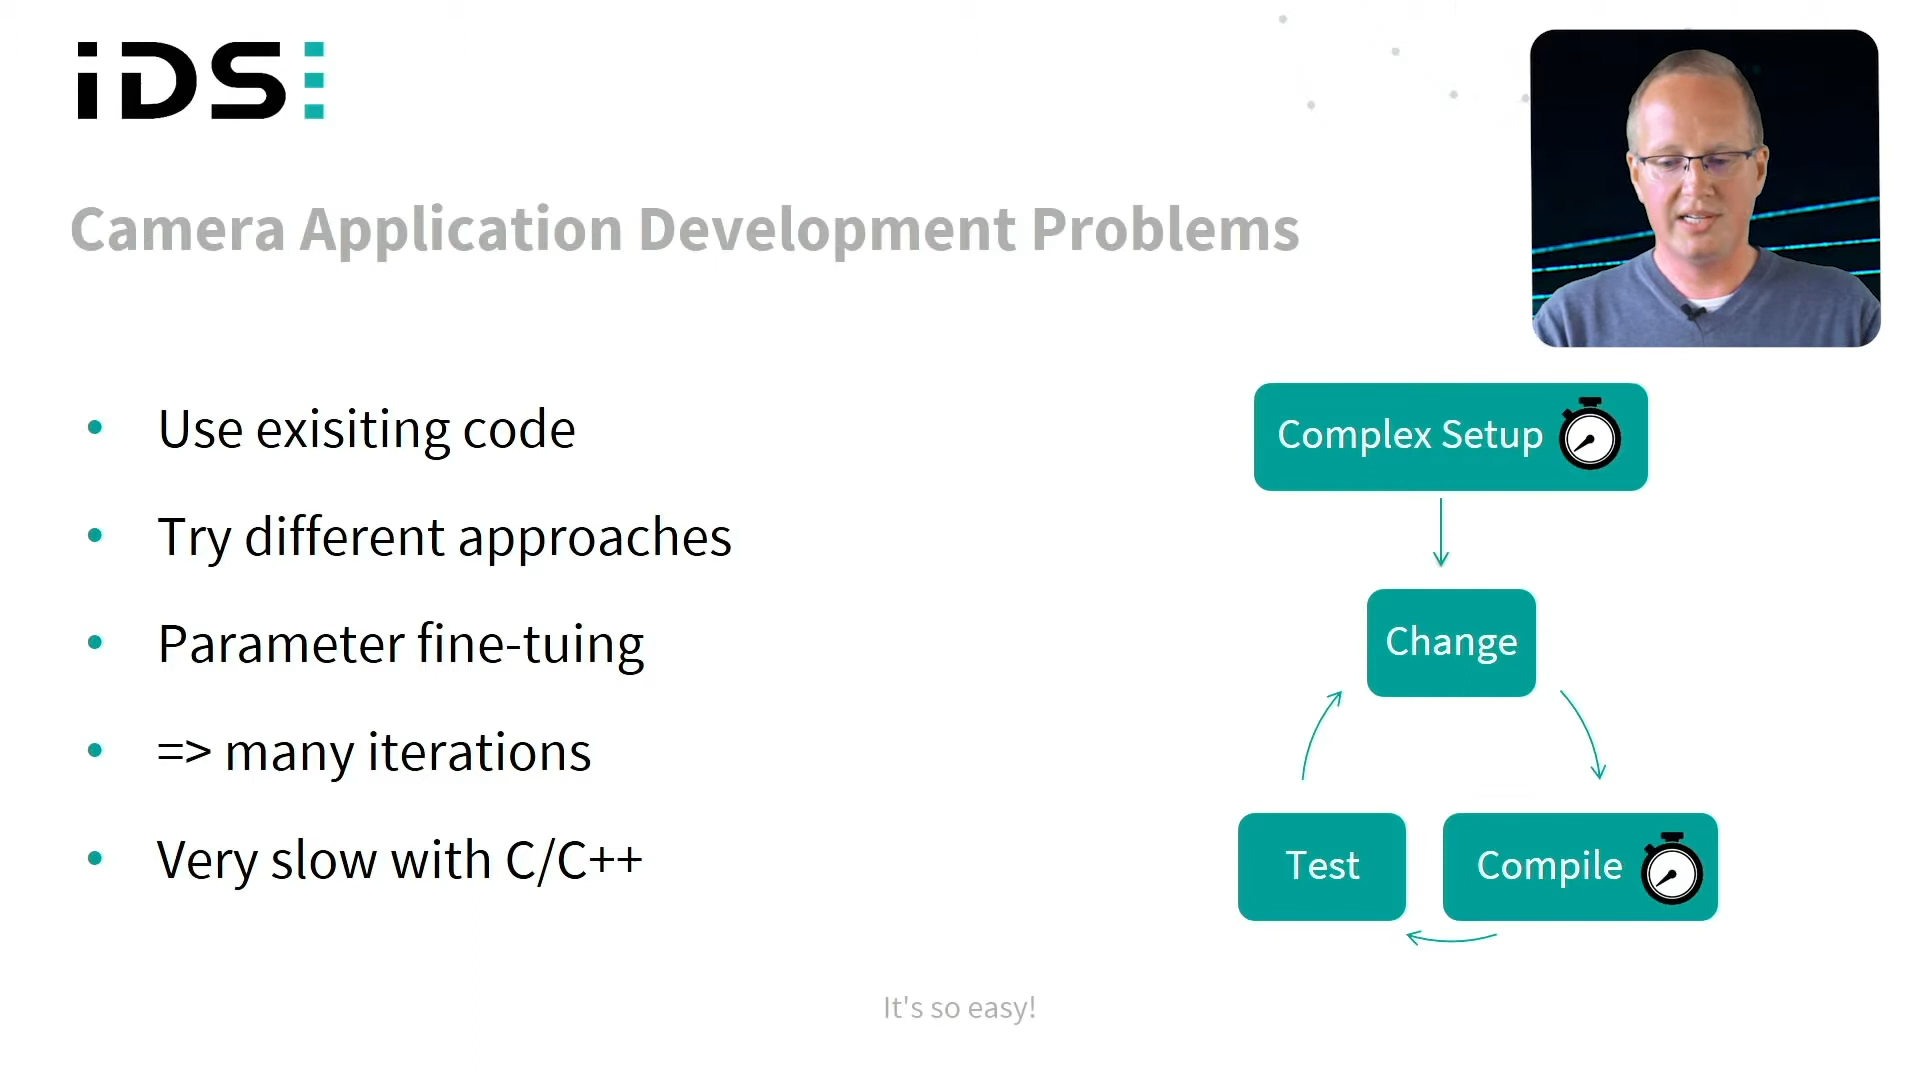 iDS
Camera Application Development Problems
• Use exisiting code
• Try different approaches
• Parameter fine-tuing
• => many iterations
• Very slow with C/C++
Complex Setup
Change
Test
Compile
It's so easy!